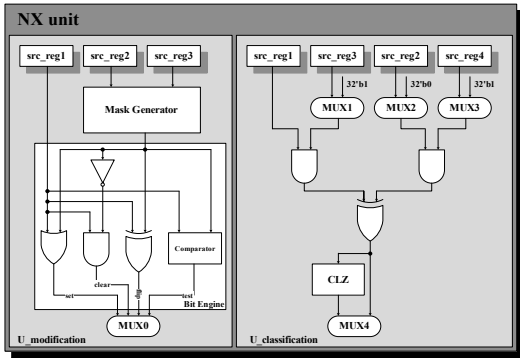 NX unit
src_reg1
src_reg2
src_reg3
Mask Generator
Comparator
set
clear
test
Bit Engine
MUX0
U_modification
src_reg1
src_reg3
src_reg2
src_reg4
32'b1
32'b0
32'b1
MUX1
MUX2
MUX3
CLZ
MUX4
U_classification